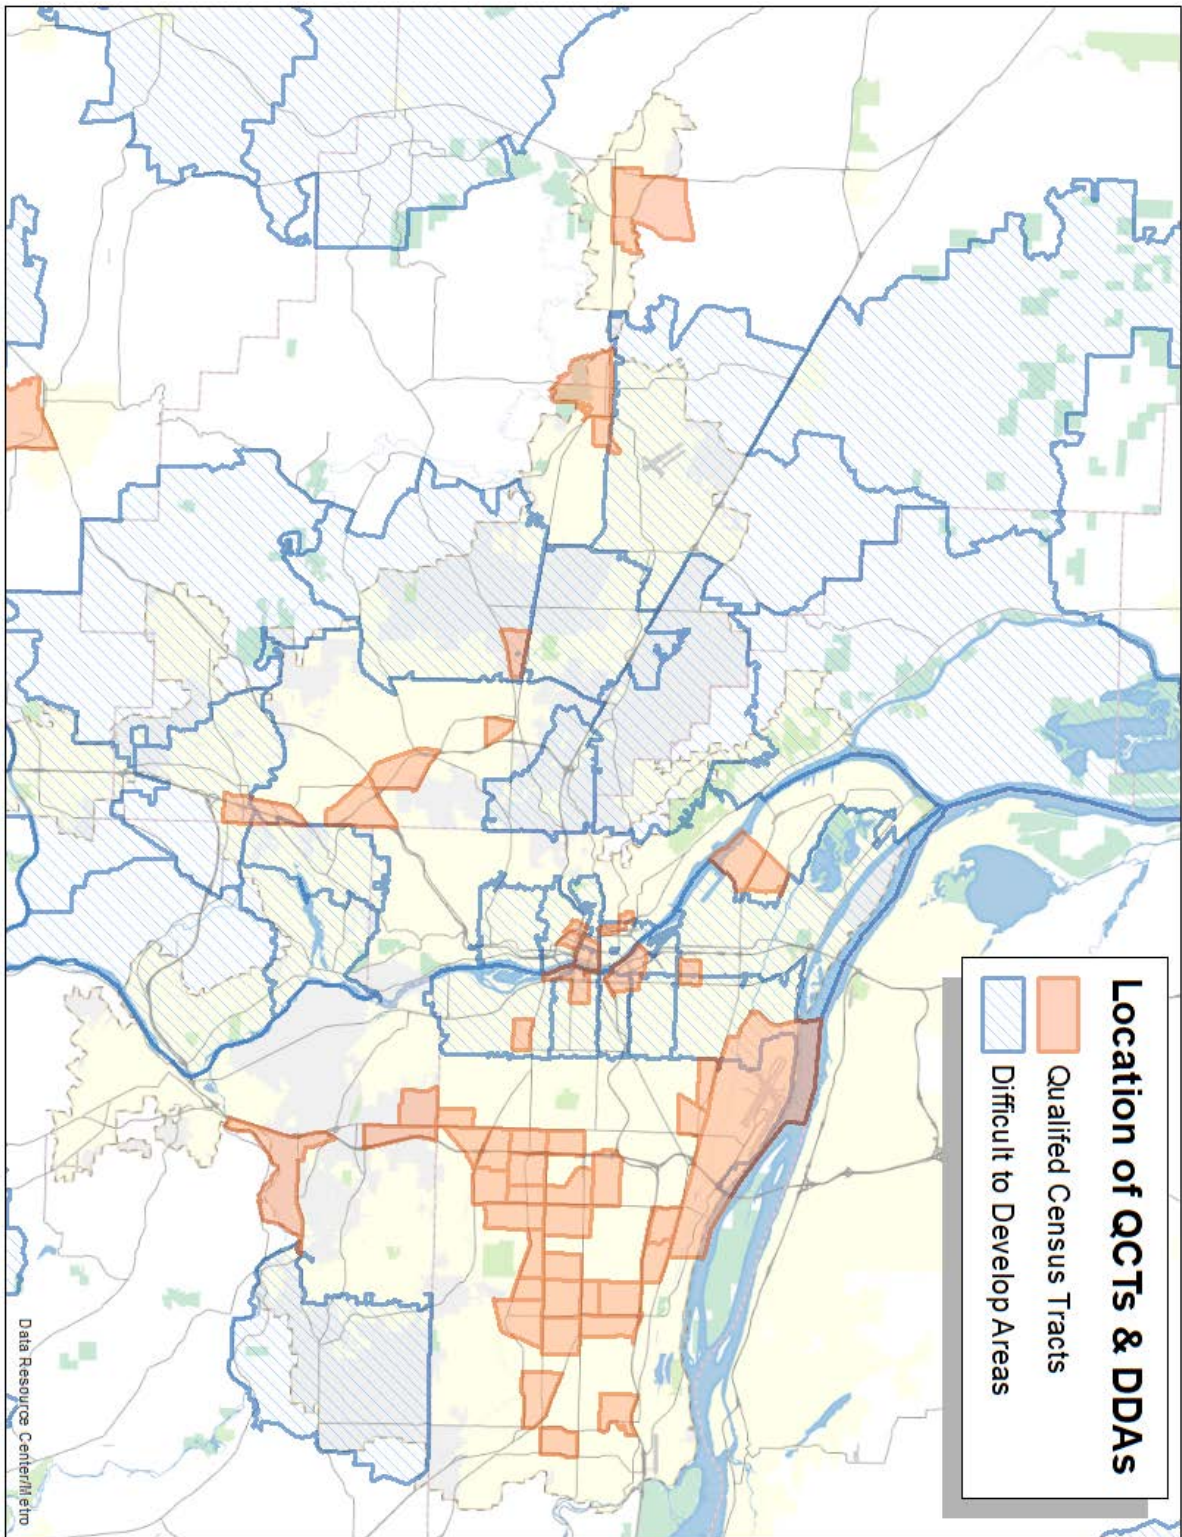 Location of QCTs & DDAs
Qualifed Census Tracts
Difficult to Develop Areas
Data Resource Center/Metro